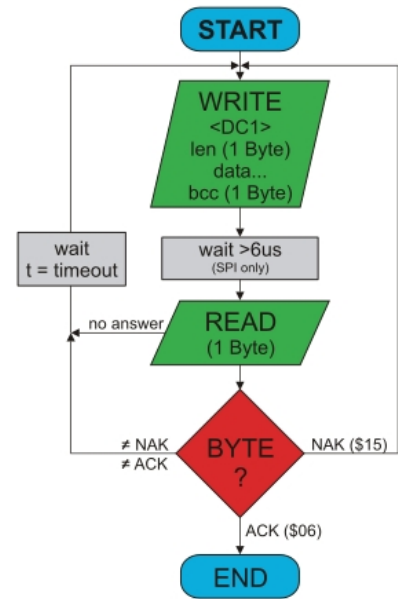 START
WRITE
<DC1>
len (1 Byte)
data...
bcc (1 Byte)
wait
t = timeout
wait >6us
(SPI only)
no answer
READ
(1 Byte)
≠ NAK
≠ ACK
BYTE
?
NAK ($15)
ACK ($06)
END